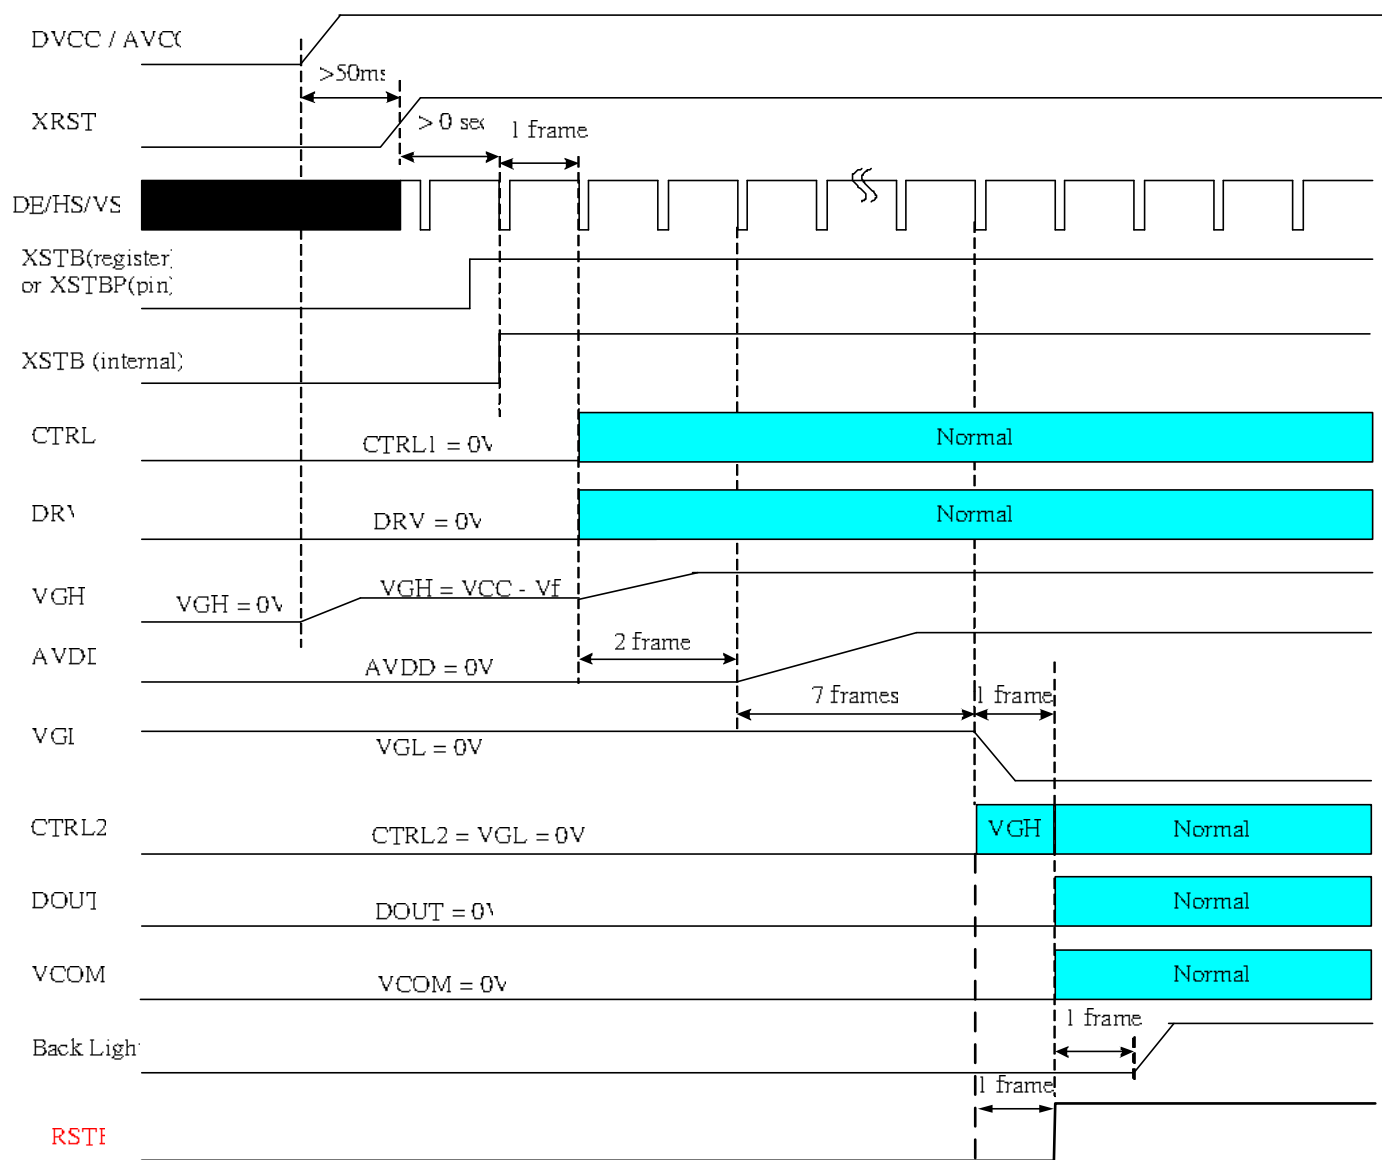 DVCC / AVCC
>50ms
XRST
> 0 sec
1 frame
DE/HS/VS
XSTB(register)
or XSTBP(pin)
XSTB (internal)
CTRL
CTRL1 = 0V
Normal
DRV
DRV = 0V
Normal
VGH
VGH = 0V
VGH = VCC - Vf
AVDD
AVDD = 0V
2 frame
7 frames
1 frame
VGL
VGL = 0V
CTRL2
CTRL2 = VGL = 0V
VGH
Normal
DOUT
DOUT = 0V
Normal
VCOM
VCOM = 0V
Normal
1 frame
Back Light
1 frame